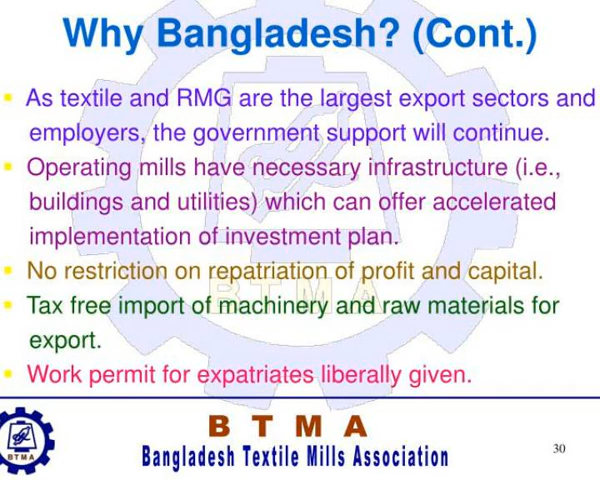 Why Bangladesh? (Cont.)
As textile and RMG are the largest export sectors and
employers, the government support will continue.
Operating mills have necessary infrastructure (i.e.,
buildings and utilities) which can offer accelerated
implementation of investment plan.
No restriction on repatriation of profit and capital.
BTMA
Tax free import of machinery and raw materials for
export.
Work permit for expatriates liberally given.
BTMA
B T M A
Bangladesh Textile Mills Association
30